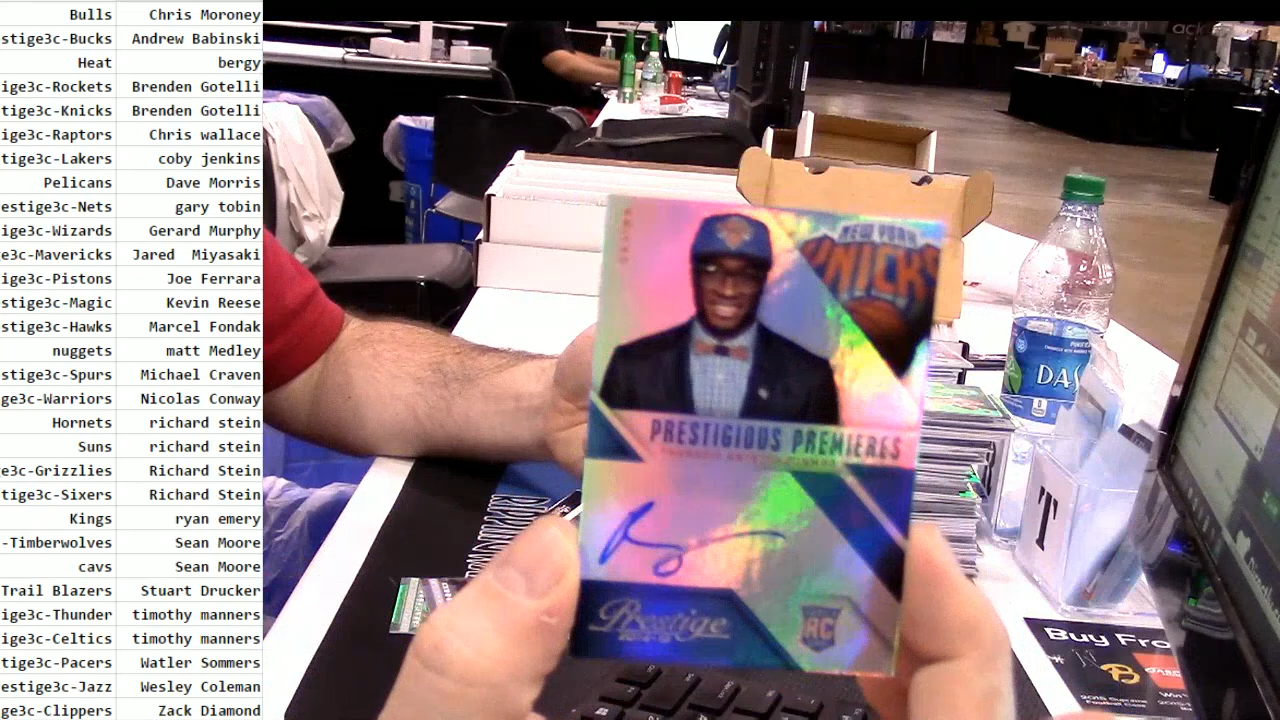 Bulls Chris Moroney
stige3c-Bucks Andrew Babinski
Heat bergy
ige3c-Rockets Brenden Gotelli
tige3c-Knicks Brenden Gotelli
ige3c-Raptors Chris wallace
tige3c-Lakers coby jenkins
Pelicans Dave Morris
estige3c-Nets gary tobin
ige3c-Wizards Gerard Murphy
e3c-Mavericks Jared Miyasaki
ige3c-Pistons Joe Ferrara
stige3c-Magic Kevin Reese
stige3c-Hawks Marcel Fondak
nuggets matt Medley
stige3c-Spurs Michael Craven
ge3c-Warriors Nicolas Conway
Hornets richard stein
Suns richard stein
e3c-Grizzlies Richard Stein
tige3c-Sixers Richard Stein
Kings ryan emery
-Timberwolves Sean Moore
cavs Sean Moore
Trail Blazers Stuart Drucker
ige3c-Thunder timothy manners
ige3c-Celtics timothy manners
tige3c-Pacers Watler Sommers
estige3c-Jazz Wesley Coleman
ge3c-Clippers Zack Diamond
NEW YORK
KNICKS
PRESTIGIOUS PREMIERES
Prestige
RC
DAS
T
Buy Fro